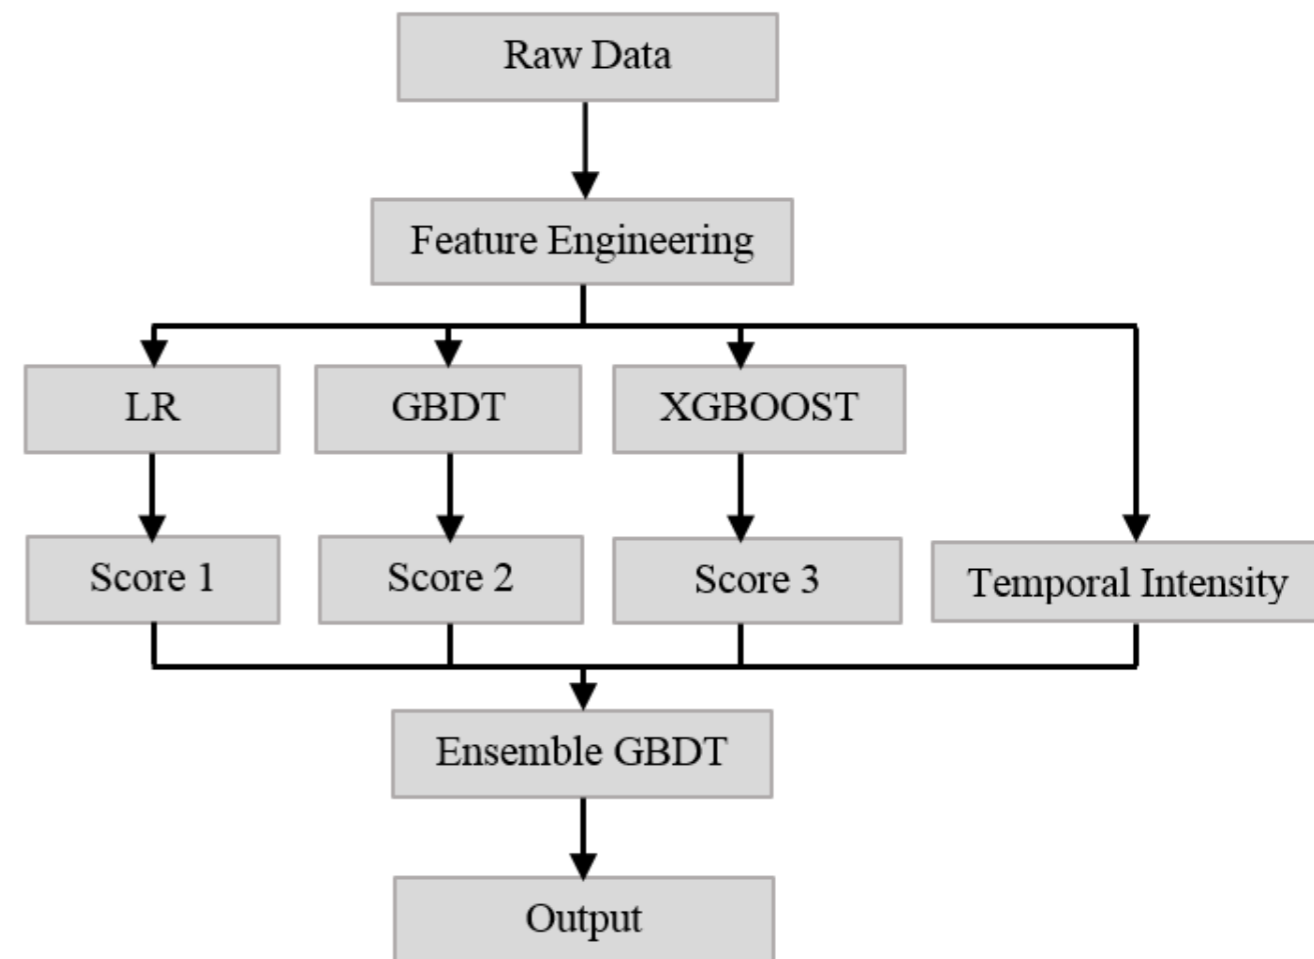 Raw Data
Feature Engineering
LR
GBDT
XGBOOST
Score 1
Score 2
Score 3
Temporal Intensity
Ensemble GBDT
Output